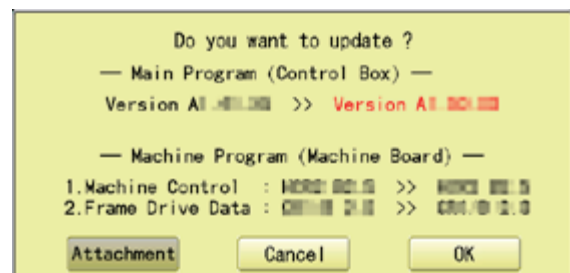 Do you want to update ?
— Main Program (Control Box) —
Version >> Version
— Machine Program (Machine Board) —
1.Machine Control : >>
2.Frame Drive Data : >>
Attachment Cancel OK